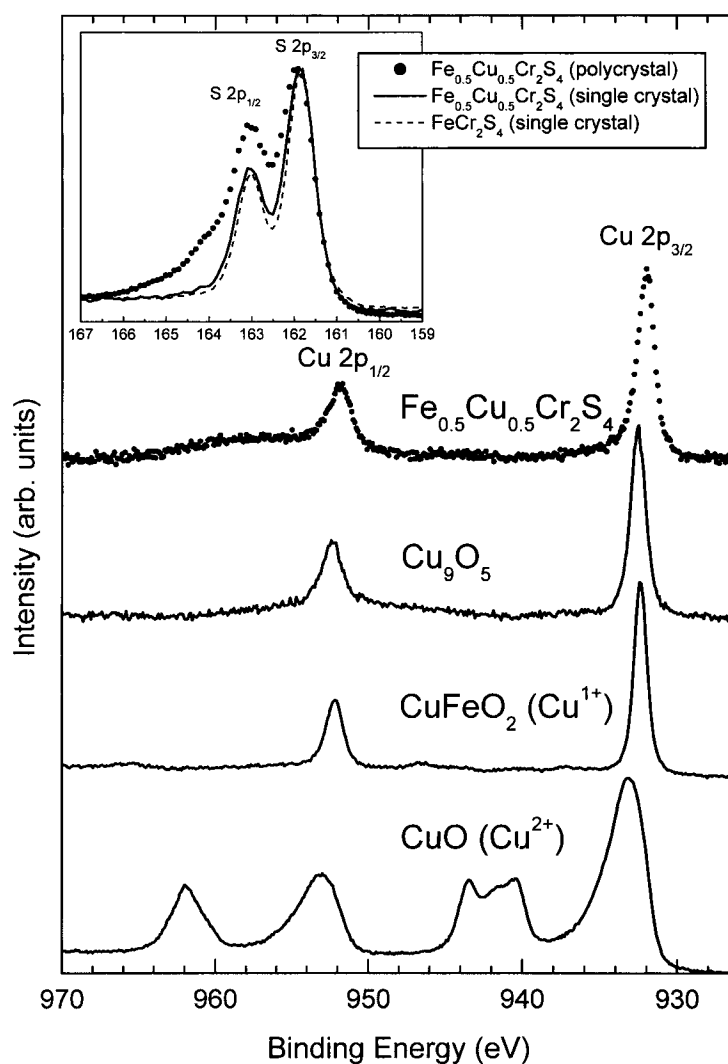 S 2p3/2
S 2p1/2
Fe0.5Cu0.5Cr2S4 (polycrystal)
Fe0.5Cu0.5Cr2S4 (single crystal)
FeCr2S4 (single crystal)
167 166 165 164 163 162 161 160 159
Cu 2p3/2
Cu 2p1/2
Fe0.5Cu0.5Cr2S4
Cu9O5
CuFeO2 (Cu1+)
CuO (Cu2+)
Intensity (arb. units)
970 960 950 940 930
Binding Energy (eV)